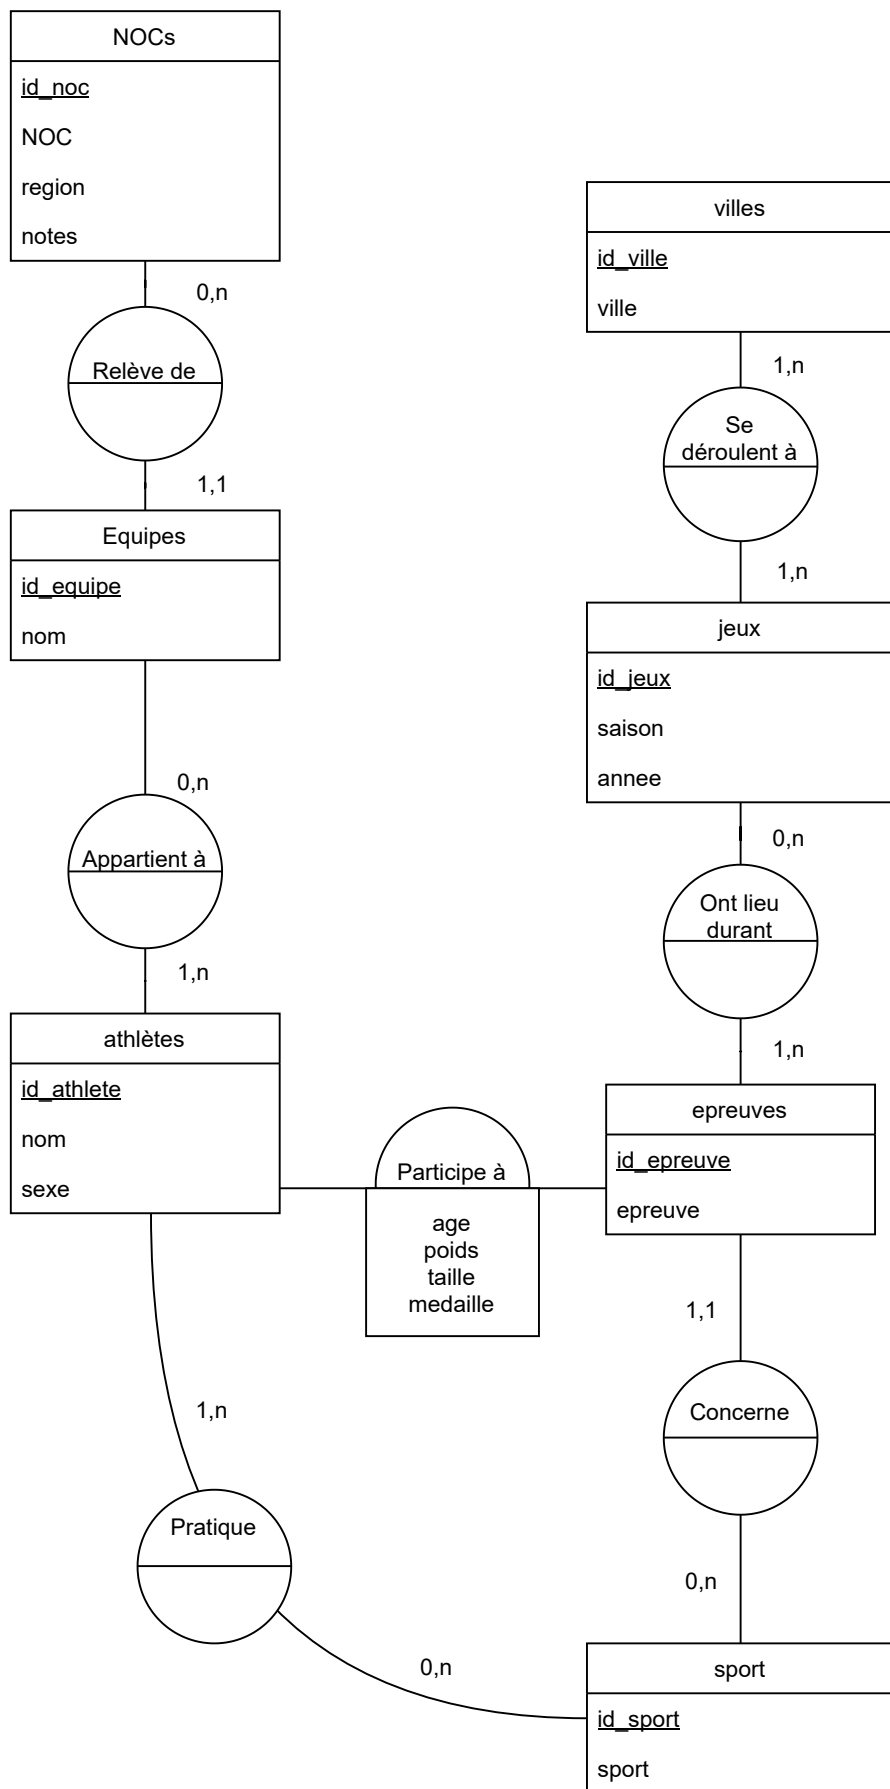 NOCs
id_noc
NOC
region
notes
0,n
Relève de
1,1
Equipes
id_equipe
nom
0,n
Appartient à
1,n
athlètes
id_athlete
nom
sexe
villes
id_ville
ville
1,n
Se
déroulent à
1,n
jeux
id_jeux
saison
annee
0,n
Ont lieu
durant
1,n
epreuves
id_epreuve
epreuve
Participe à
age
poids
taille
medaille
1,1
Concerne
0,n
1,n
Pratique
0,n
sport
id_sport
sport